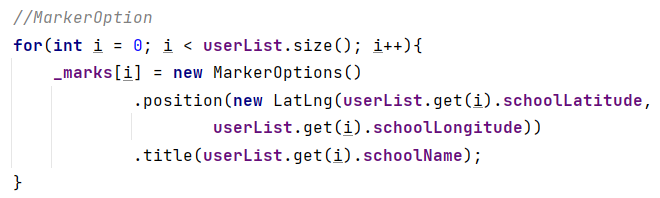 //MarkerOption
for(int i = 0; i < userList.size(); i++){
    _marks[i] = new MarkerOptions()
            .position(new LatLng(userList.get(i).schoolLatitude,
                    userList.get(i).schoolLongitude))
            .title(userList.get(i).schoolName);
}